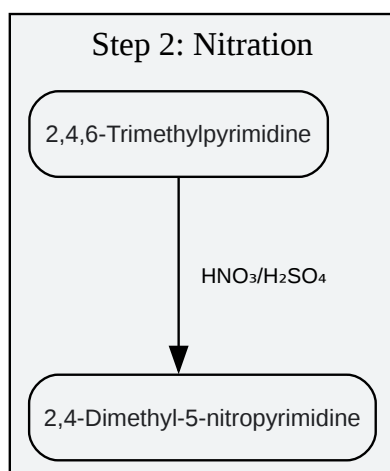 Step 2: Nitration
2,4,6-Trimethylpyrimidine
HNO₃/H₂SO₄
2,4-Dimethyl-5-nitropyrimidine